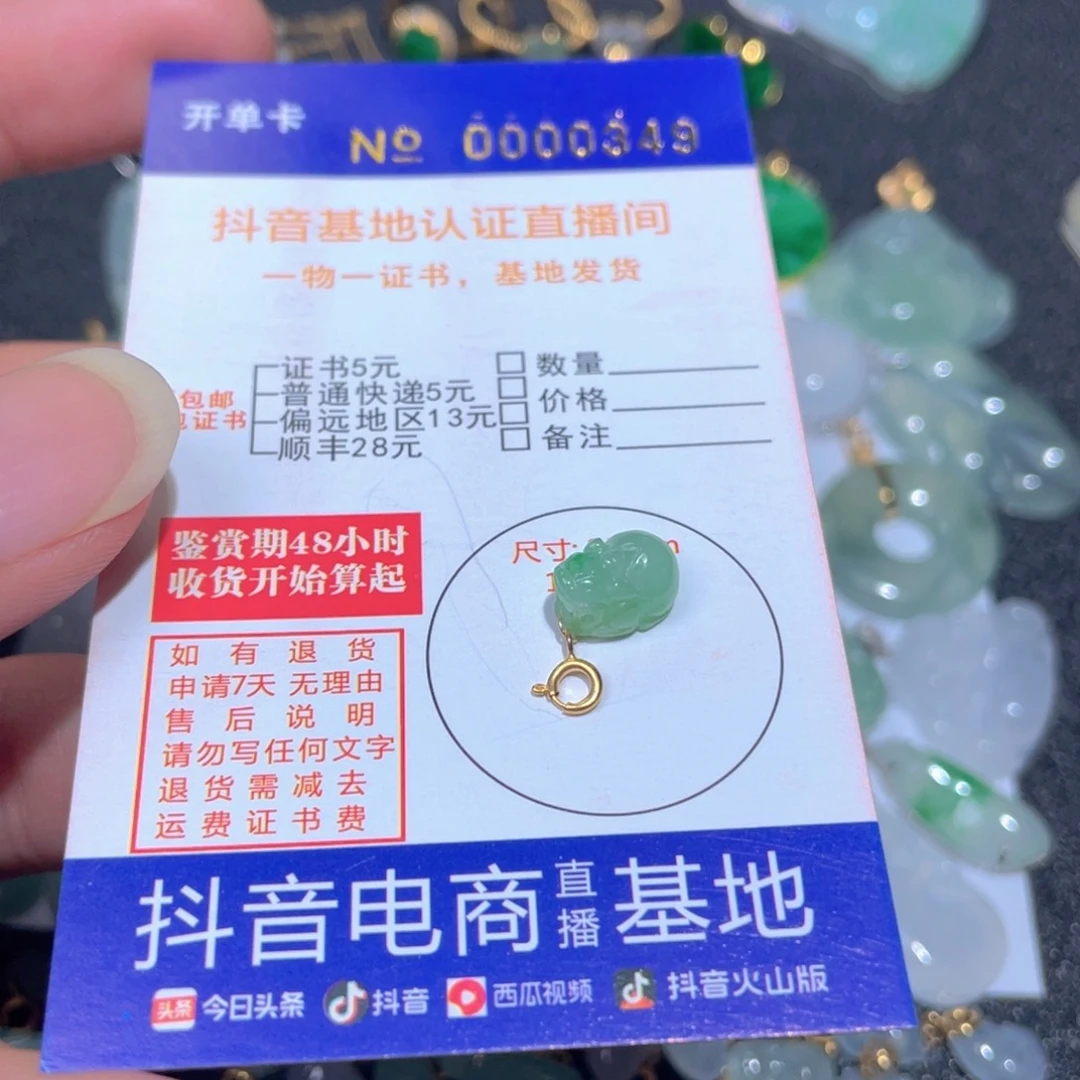 开单卡
Nº 0000349
抖音基地认证直播间
一物一证书，基地发货
包邮
证书
证书5元
普通快递5元
偏远地区13元
顺丰28元
数量
价格
备注
鉴赏期48小时
收货开始算起
尺寸:
如有退货
申请7天无理由
售后说明
请勿写任何文字
退货需减去
运费证书费
抖音电商直播基地
头条 今日头条 抖音 西瓜视频 抖音火山版